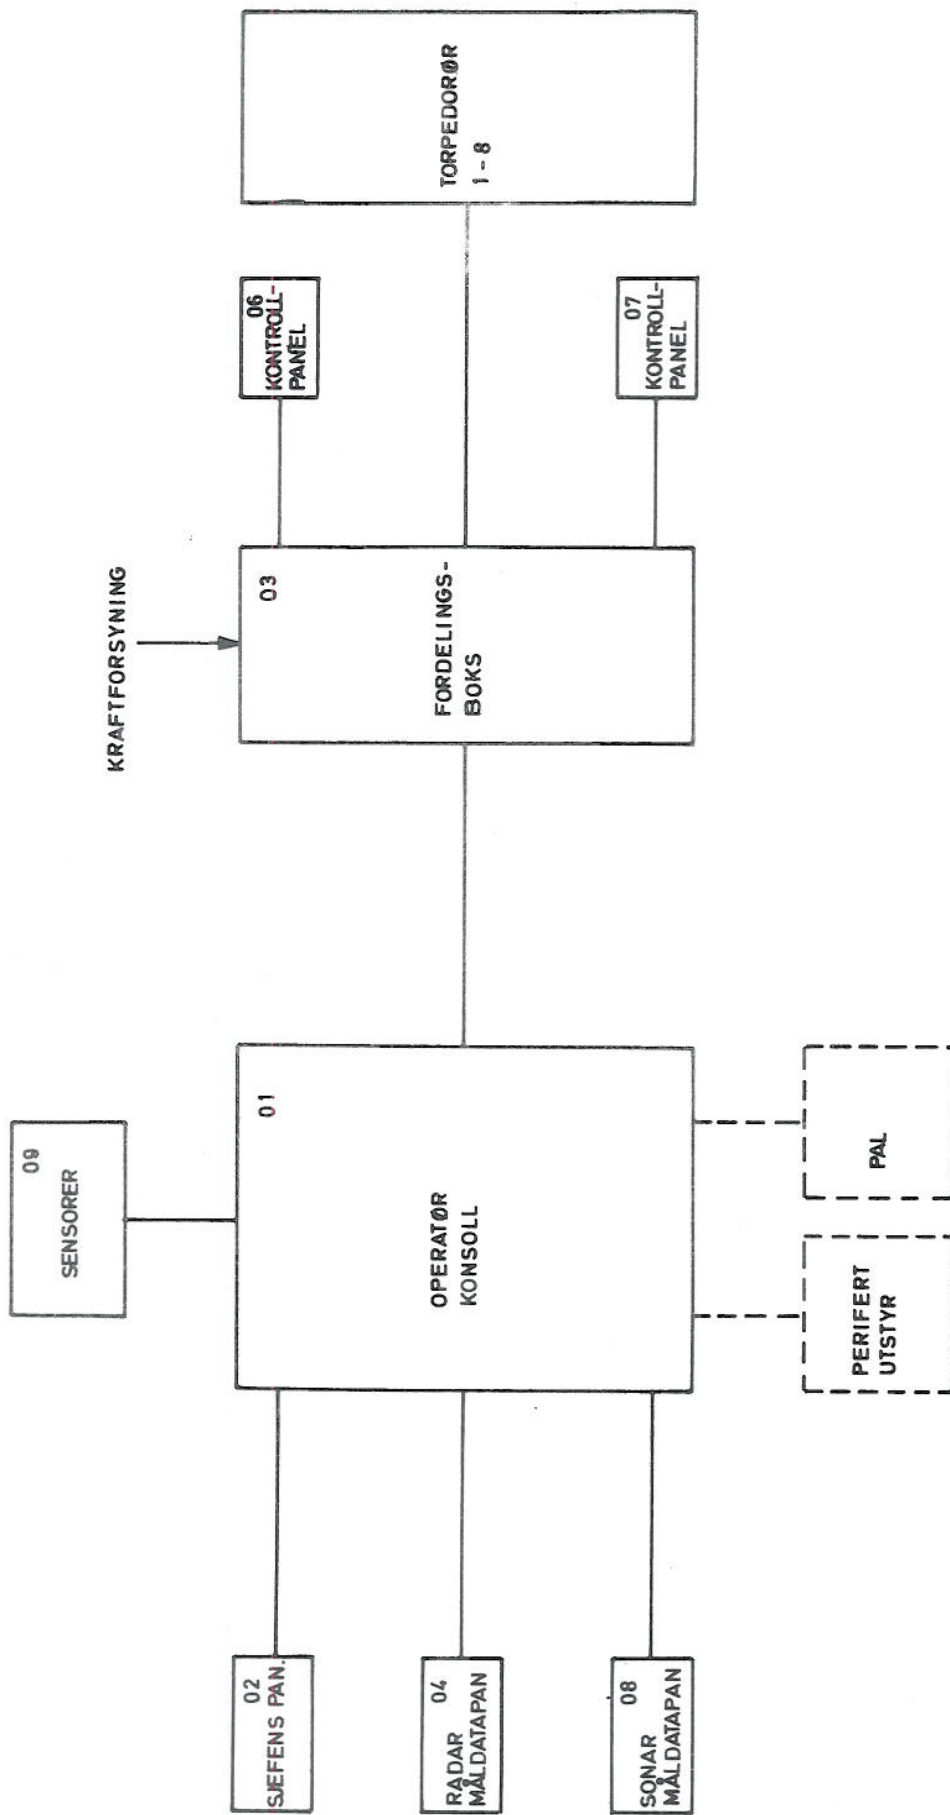 09
SENSORER
KRAFTFORSYNING
02
SJEFENS PAN.
01
OPERATØR
KONSOLL
03
FORDELINGS-
BOKS
06
KONTROLL-
PANEL
TORPEDORØR
1-8
04
RADAR
MÅLDATAPAN
08
SONAR
MÅLDATAPAN
07
KONTROLL-
PANEL
PERIFERT
UTSTYR
PAL